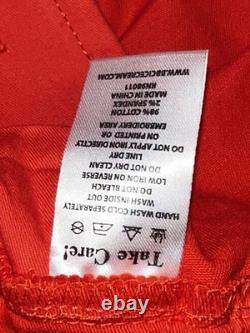 Take Care!
HAND WASH COLD SEPARATELY
WASH INSIDE OUT
DO NOT BLEACH
IRON LOW ON REVERSE
DO NOT DRY CLEAN
LINE DRY
DO NOT APPLY IRON DIRECTLY
ON PRINTED OR
EMBROIDERY AREA
98% COTTON
2% SPANDEX
MADE IN CHINA
RN98011
WWW.BBCICECREAM.COM